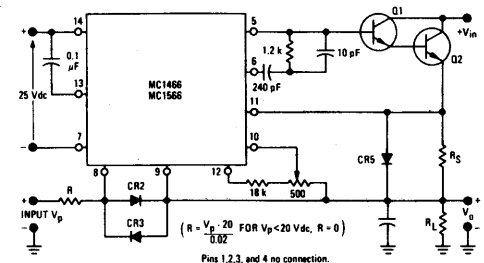 14
5
Q1
+
+Vin
+
0.1
μF
1.2 k
10 pF
6
240 pF
Q2
MC1466
MC1566
13
25 Vdc
11
10
7
–
8
9
12
CR5
RS
18 k
500
+
R
CR2
+
INPUT Vp
CR3
( R = Vp · 20 / 0.02 FOR Vp < 20 Vdc, R = 0 )
RL
Vo
–
–
Pins 1,2,3, and 4 no connection.